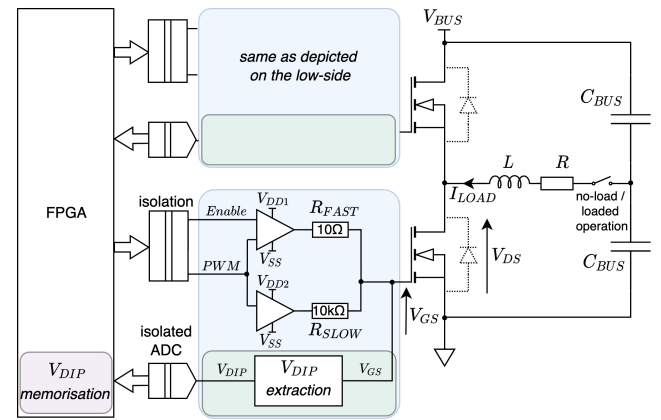 V_BUS
same as depicted
on the low-side
C_BUS
L
R
I_LOAD
no-load /
loaded
operation
FPGA
isolation
Enable
V_DD1
R_FAST
10Ω
V_SS
PWM
V_DD2
10kΩ
V_SS
R_SLOW
V_DS
C_BUS
V_GS
isolated
ADC
V_DIP
memorisation
V_DIP
V_DIP
extraction
V_GS